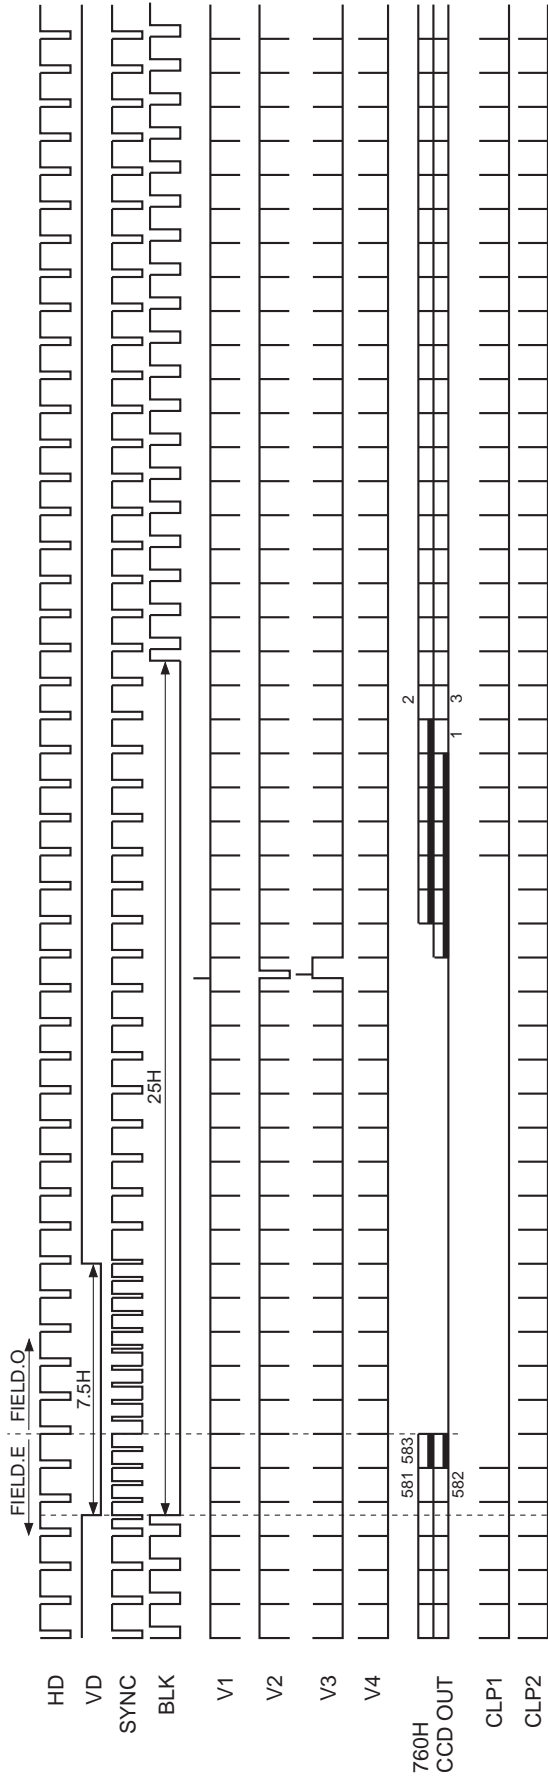 FIELD.E FIELD.O
HD
VD
7.5H
SYNC
BLK
25H
V1
V2
V3
V4
760H
CCD OUT
581 583
582
2
1
3
CLP1
CLP2